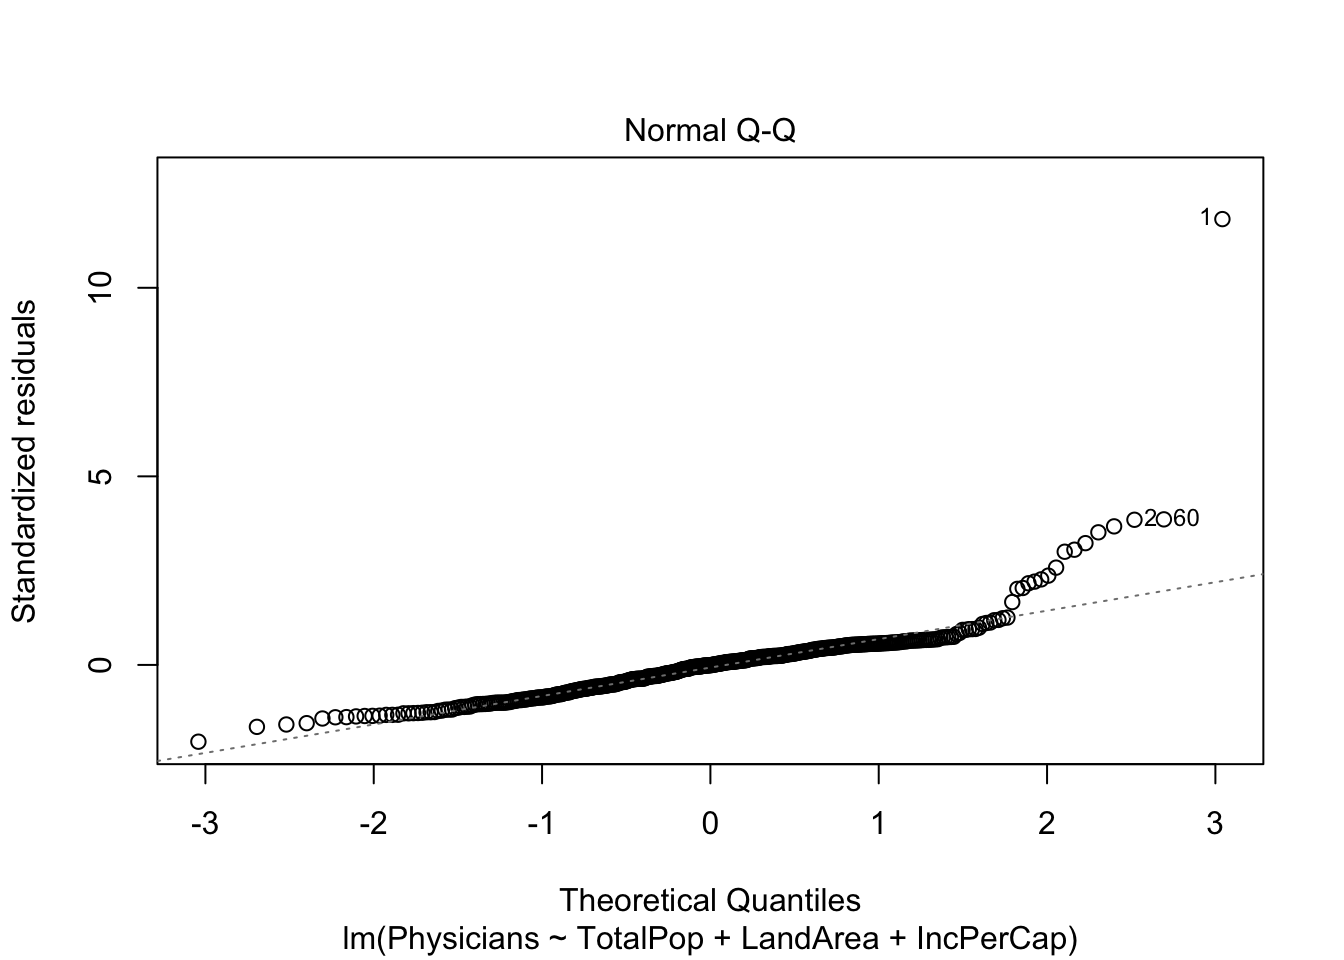 Normal Q-Q
1
10
Standardized residuals
5
2 60
0
-3 -2 -1 0 1 2 3
Theoretical Quantiles
lm(Physicians ~ TotalPop + LandArea + IncPerCap)